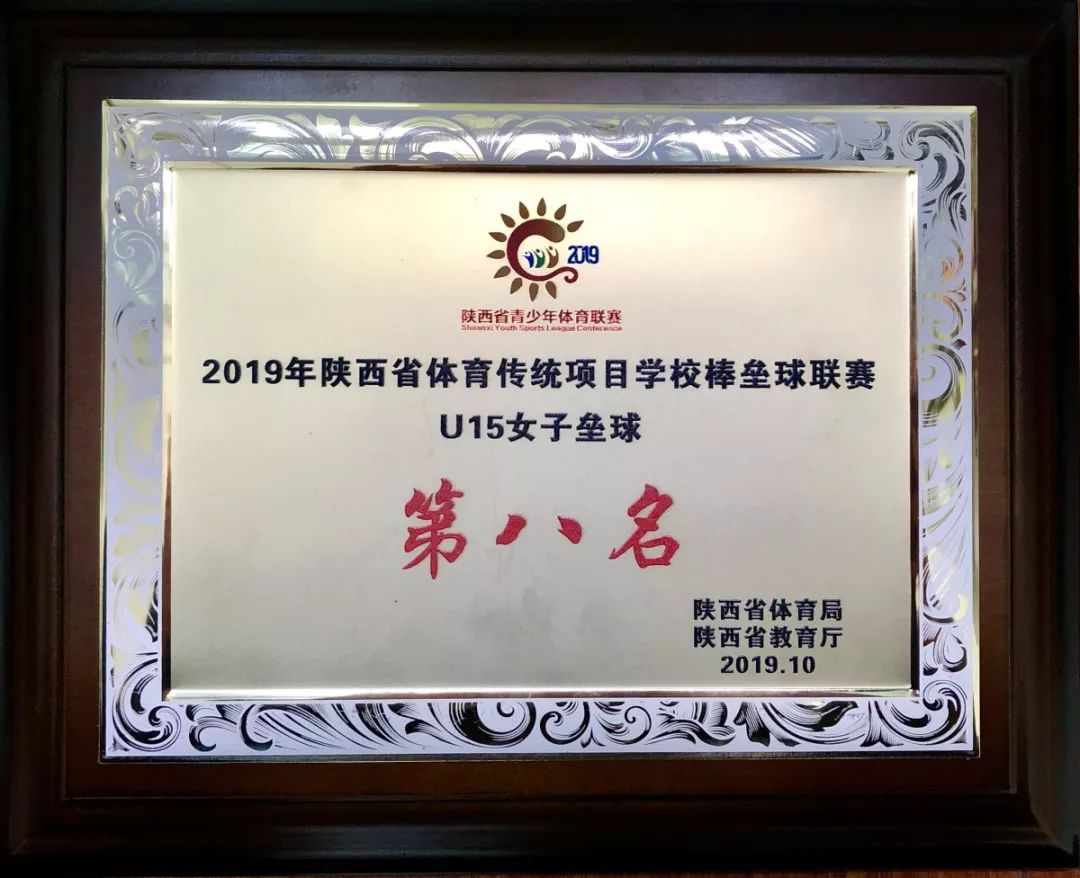 2019
陕西省青少年体育联赛
Shaanxi Youth Sports League Conference
2019年陕西省体育传统项目学校棒垒球联赛
U15女子垒球
第八名
陕西省体育局
陕西省教育厅
2019.10